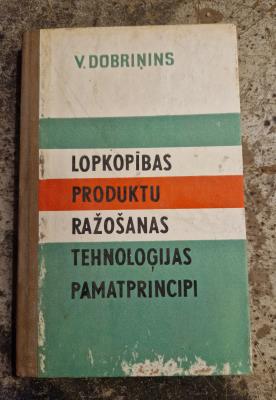 V. DOBRIŅINS
LOPKOPĪBAS
PRODUKTU
RAŽOŠANAS
TEHNOLOĢIJAS
PAMATPRINCIPI